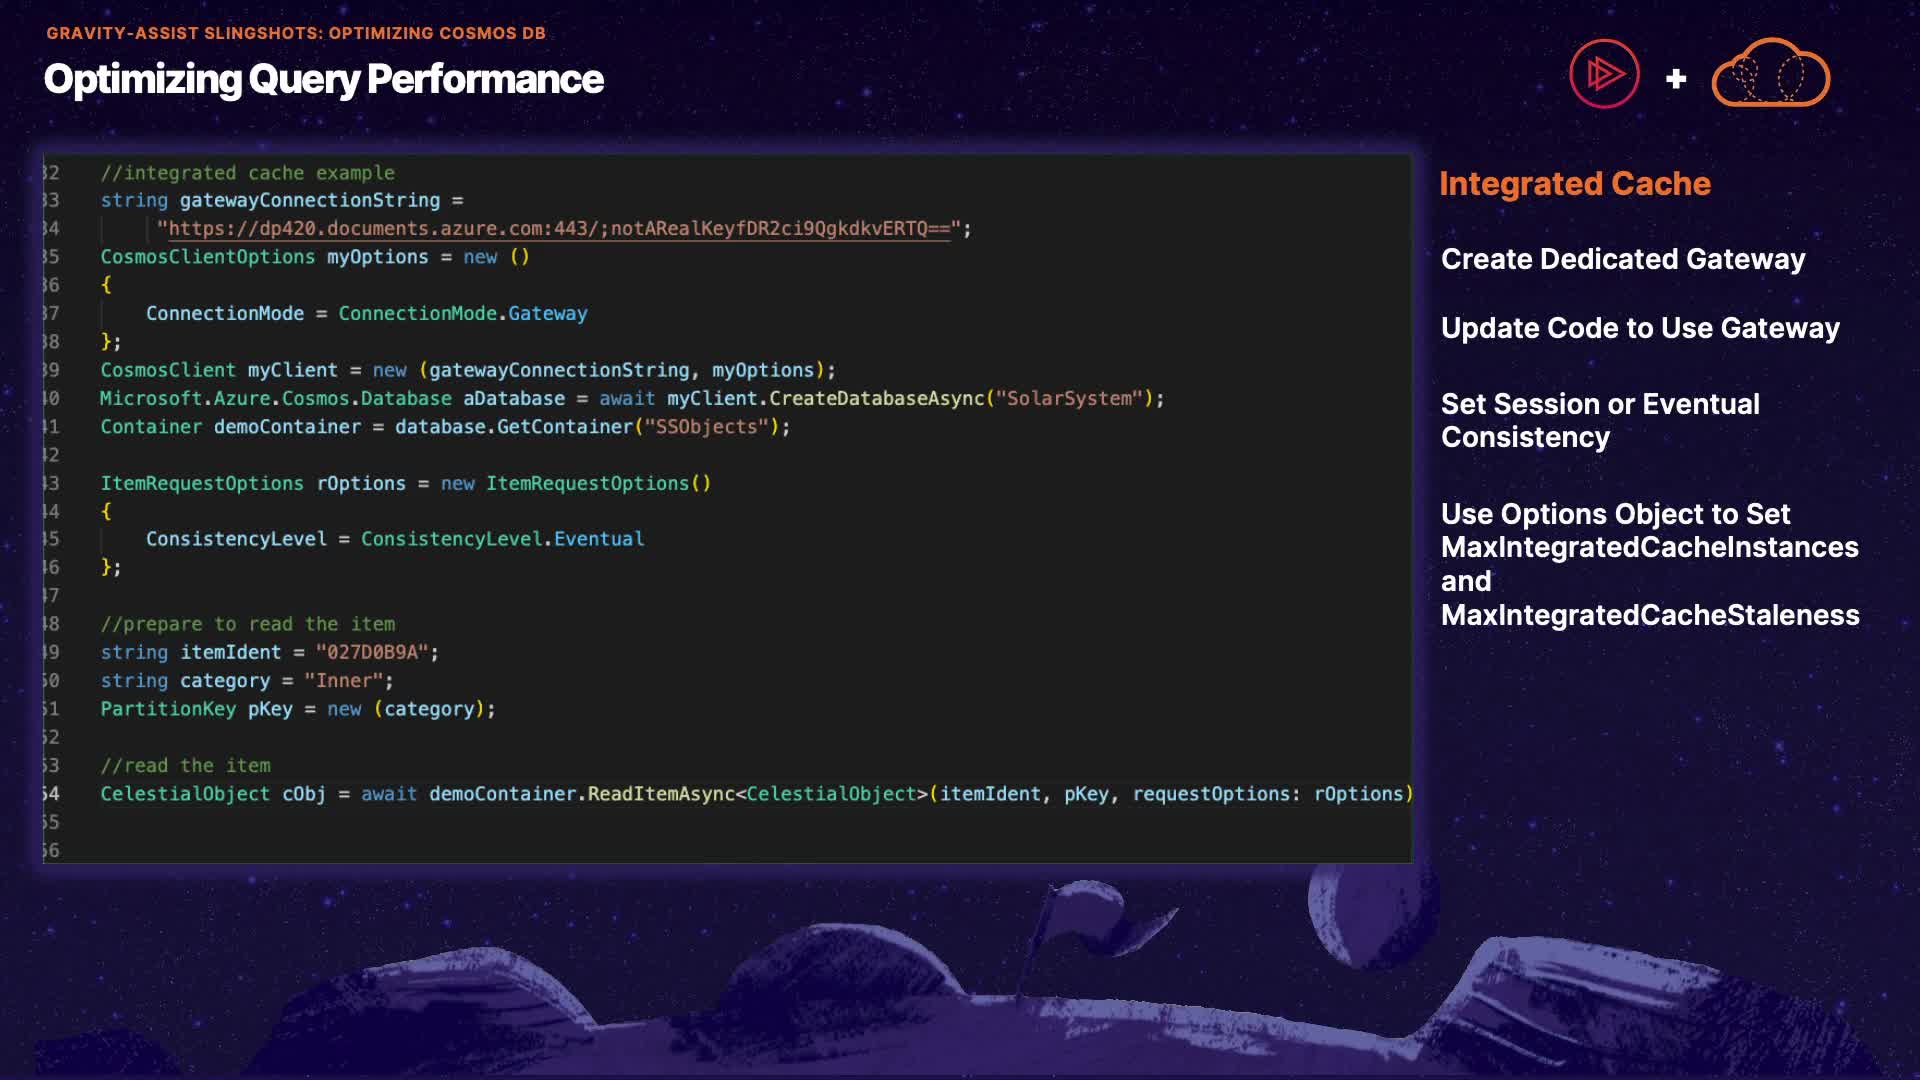 GRAVITY-ASSIST SLINGSHOTS: OPTIMIZING COSMOS DB
Optimizing Query Performance
+
32 //integrated cache example
33 string gatewayConnectionString =
34 "https://dp420.documents.azure.com:443/;notARealKeyfDR2ci9QgkdkvERTQ==";
35 CosmosClientOptions myOptions = new ()
36 {
37 ConnectionMode = ConnectionMode.Gateway
38 };
39 CosmosClient myClient = new (gatewayConnectionString, myOptions);
40 Microsoft.Azure.Cosmos.Database aDatabase = await myClient.CreateDatabaseAsync("SolarSystem");
41 Container demoContainer = database.GetContainer("SSObjects");
42
43 ItemRequestOptions rOptions = new ItemRequestOptions()
44 {
45 ConsistencyLevel = ConsistencyLevel.Eventual
46 };
47
48 //prepare to read the item
49 string itemIdent = "027D0B9A";
50 string category = "Inner";
51 PartitionKey pKey = new (category);
52
53 //read the item
54 CelestialObject cObj = await demoContainer.ReadItemAsync<CelestialObject>(itemIdent, pKey, requestOptions: rOptions)
55
56
Integrated Cache
Create Dedicated Gateway
Update Code to Use Gateway
Set Session or Eventual
Consistency
Use Options Object to Set
MaxIntegratedCacheInstances
and
MaxIntegratedCacheStaleness